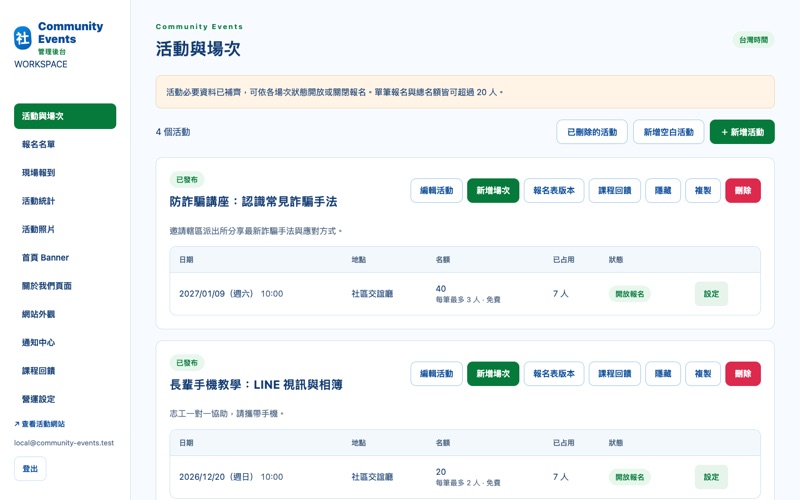 社
Community Events
管理後台
WORKSPACE
活動與場次
報名名單
現場報到
活動統計
活動照片
首頁 Banner
關於我們頁面
網站外觀
通知中心
課程回饋
營運設定
↗ 查看活動網站
local@community-events.test
登出
Community Events
活動與場次
台灣時間
活動必要資料已補齊，可依各場次狀態開放或關閉報名。單筆報名與總名額皆可超過 20 人。
4 個活動
已刪除的活動 新增空白活動 ＋ 新增活動
已發布
防詐騙講座：認識常見詐騙手法
編輯活動 新增場次 報名表版本 課程回饋 隱藏 複製 刪除
邀請轄區派出所分享最新詐騙手法與應對方式。
日期 地點 名額 已占用 狀態
2027/01/09（週六） 10:00 社區交誼廳 40 7 人 開放報名 設定
每筆最多 3 人 · 免費
已發布
長輩手機教學：LINE 視訊與相簿
編輯活動 新增場次 報名表版本 課程回饋 隱藏 複製 刪除
志工一對一協助，請攜帶手機。
日期 地點 名額 已占用 狀態
2026/12/20（週日） 10:00 社區交誼廳 20 7 人 開放報名 設定
每筆最多 2 人 · 免費